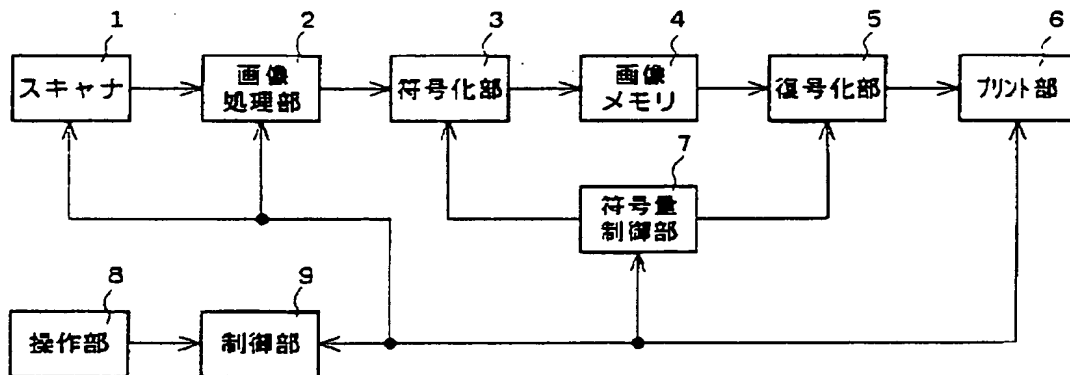 1
スキャナ
2
画像
処理部
3
符号化部
4
画像
メモリ
5
復号化部
6
プリント部
7
符号量
制御部
8
操作部
9
制御部